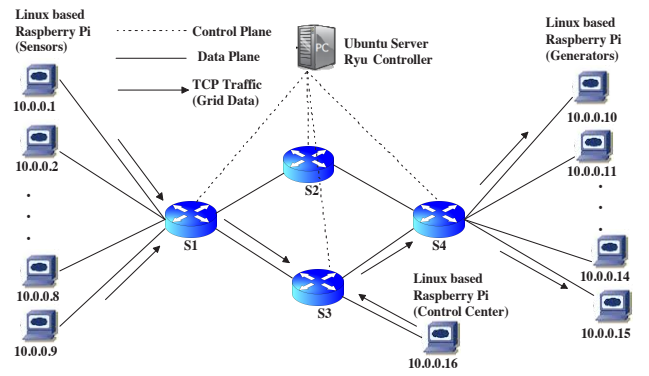 Linux based
Raspberry Pi
(Sensors)
10.0.0.1
10.0.0.2
10.0.0.8
10.0.0.9
Control Plane
Data Plane
TCP Traffic
(Grid Data)
PC
Ubuntu Server
Ryu Controller
S1
S2
S3
S4
Linux based
Raspberry Pi
(Control Center)
10.0.0.16
Linux based
Raspberry Pi
(Generators)
10.0.0.10
10.0.0.11
10.0.0.14
10.0.0.15